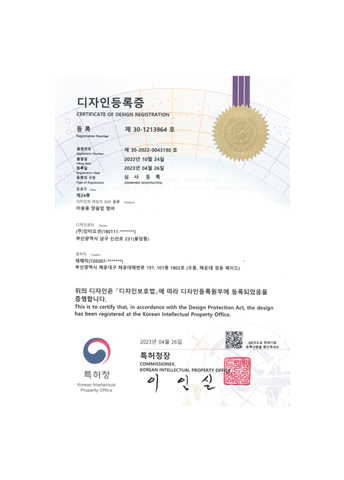 디자인등록증
CERTIFICATE OF DESIGN REGISTRATION
등 록 제 30-1213964 호
Registration Number
출원번호 제 30-2022-0043190 호
Application Number
출원일 2022년 10월 24일
Filing Date
등록일 2023년 04월 26일
Registration Date
등록의 구분 심 사 등 록
Type of Registration (EXAMINED REGISTRATION)
물품류 Class
제24류
디자인의 대상이 되는 물품 Product
미용용 양음압 챔버
디자인권자 Owner
(주)인터오션(180111-*******)
부산광역시 남구 신선로 231(용당동)
창작자 Creator
채재익(720507-*******)
부산광역시 해운대구 해운대해변로 197, 101동 1802호 (우동, 해운대 경동 제이드)
위의 디자인은 「디자인보호법」에 따라 디자인등록원부에 등록되었음을
증명합니다.
This is to certify that, in accordance with the Design Protection Act, the design
has been registered at the Korean Intellectual Property Office.
2023년 04월 26일
특허청장
COMMISSIONER,
KOREAN INTELLECTUAL PROPERTY OFFICE
이 인 실
특허청
Korean Intellectual
Property Office
QR코드로 현재기준
등록사항을 확인하세요